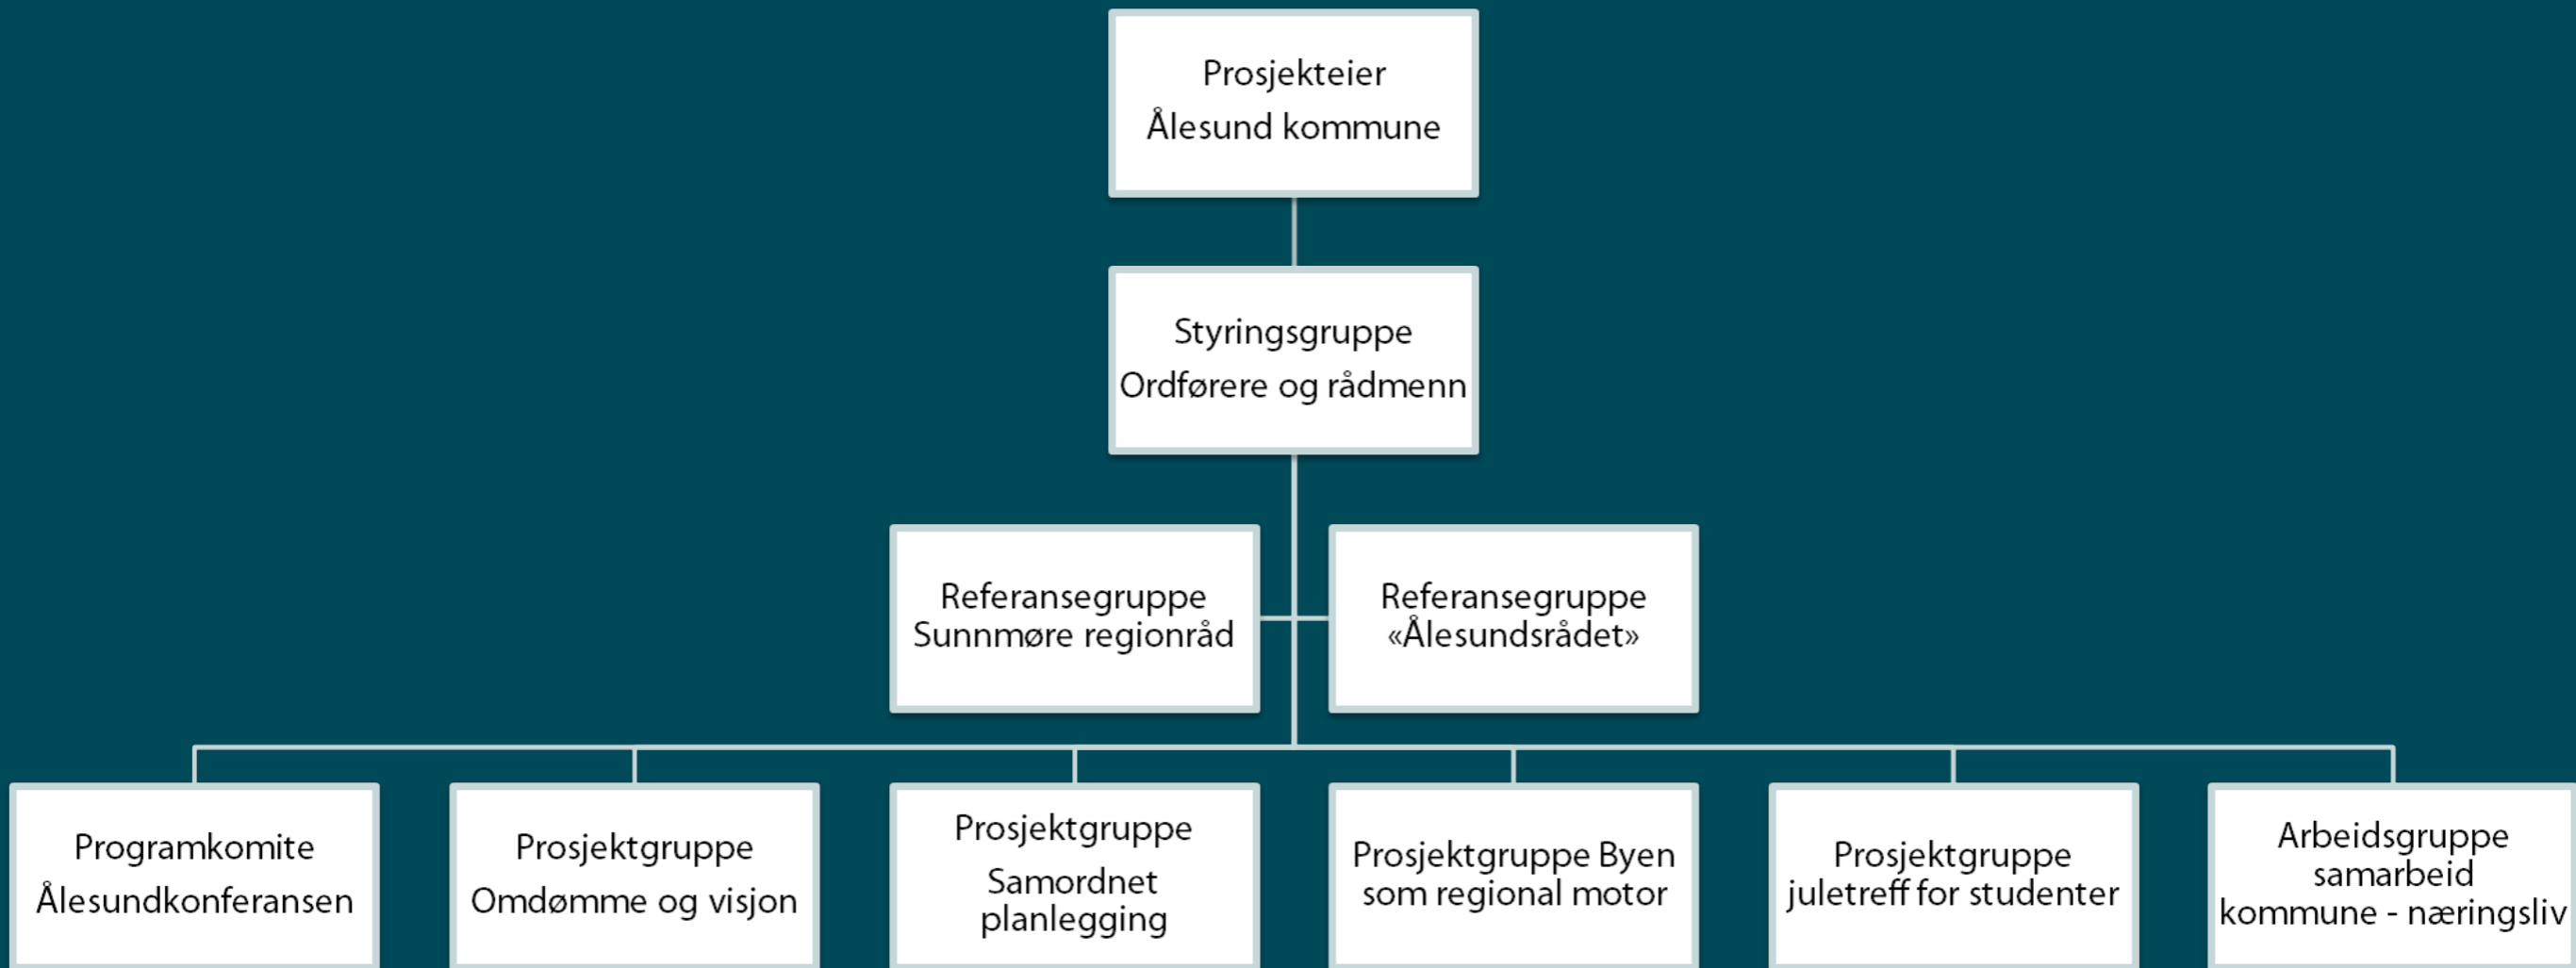 Prosjekteier
Ålesund kommune
Styringsgruppe
Ordførere og rådmenn
Referansegruppe
Sunnmøre regionråd
Referansegruppe
«Ålesundsrådet»
Programkomite
Ålesundkonferansen
Prosjektgruppe
Omdømme og visjon
Prosjektgruppe
Samordnet
planlegging
Prosjektgruppe Byen
som regional motor
Prosjektgruppe
juletreff for studenter
Arbeidsgruppe
samarbeid
kommune - næringsliv